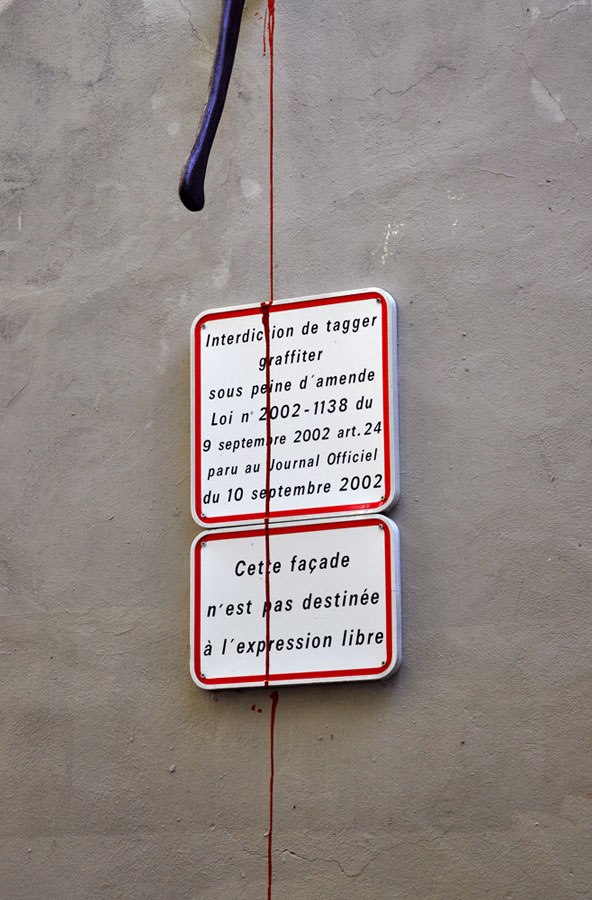 Interdiction de tagger
graffiter
sous peine d´amende
Loi n° 2002-1138 du
9 septembre 2002 art.24
paru au Journal Officiel
du 10 septembre 2002
Cette façade
n´est pas destinée
à l´expression libre